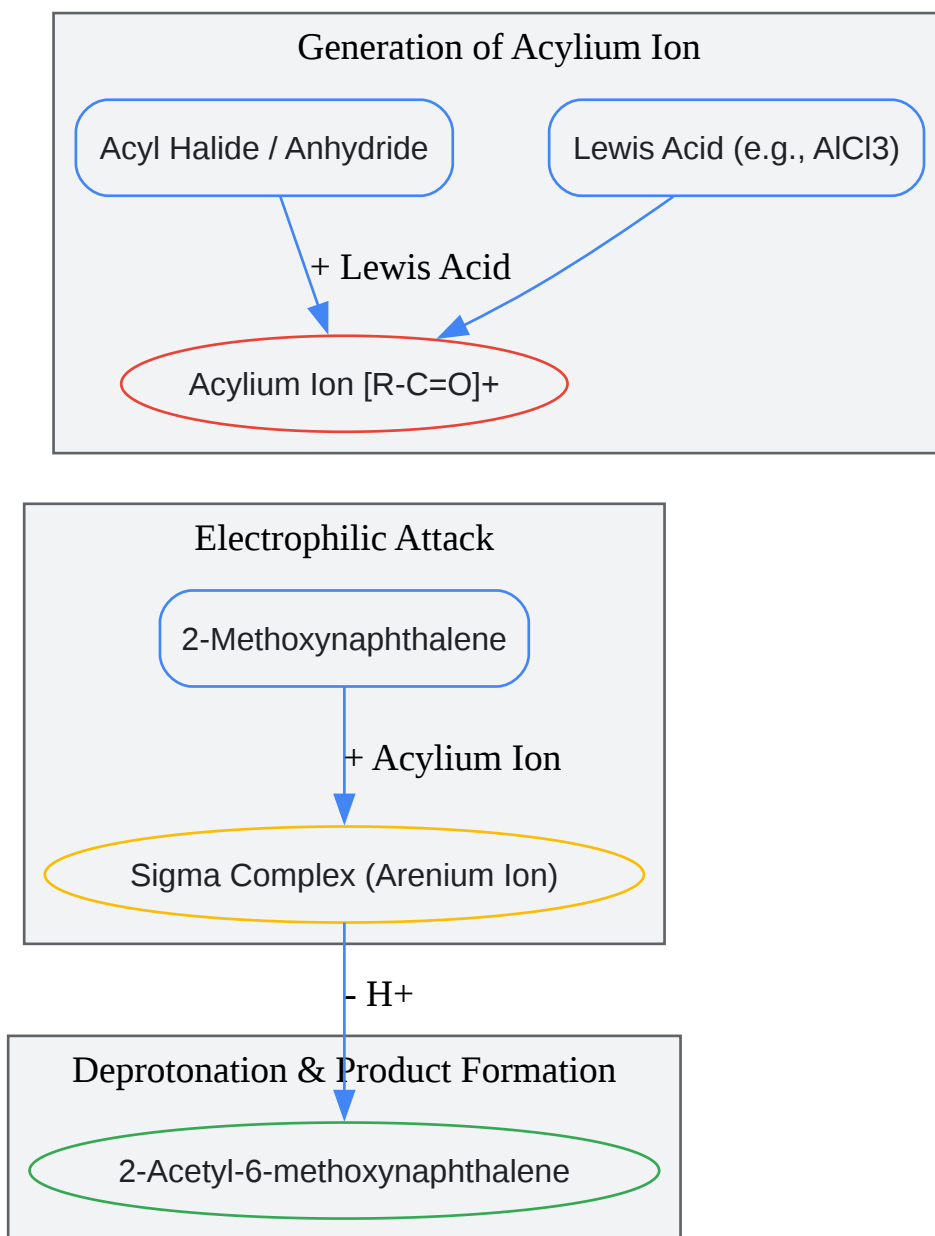 Generation of Acylium Ion
Acyl Halide / Anhydride
Lewis Acid (e.g., AlCl3)
+ Lewis Acid
Acylium Ion [R-C=O]+
Electrophilic Attack
2-Methoxynaphthalene
+ Acylium Ion
Sigma Complex (Arenium Ion)
- H+
Deprotonation & Product Formation
2-Acetyl-6-methoxynaphthalene